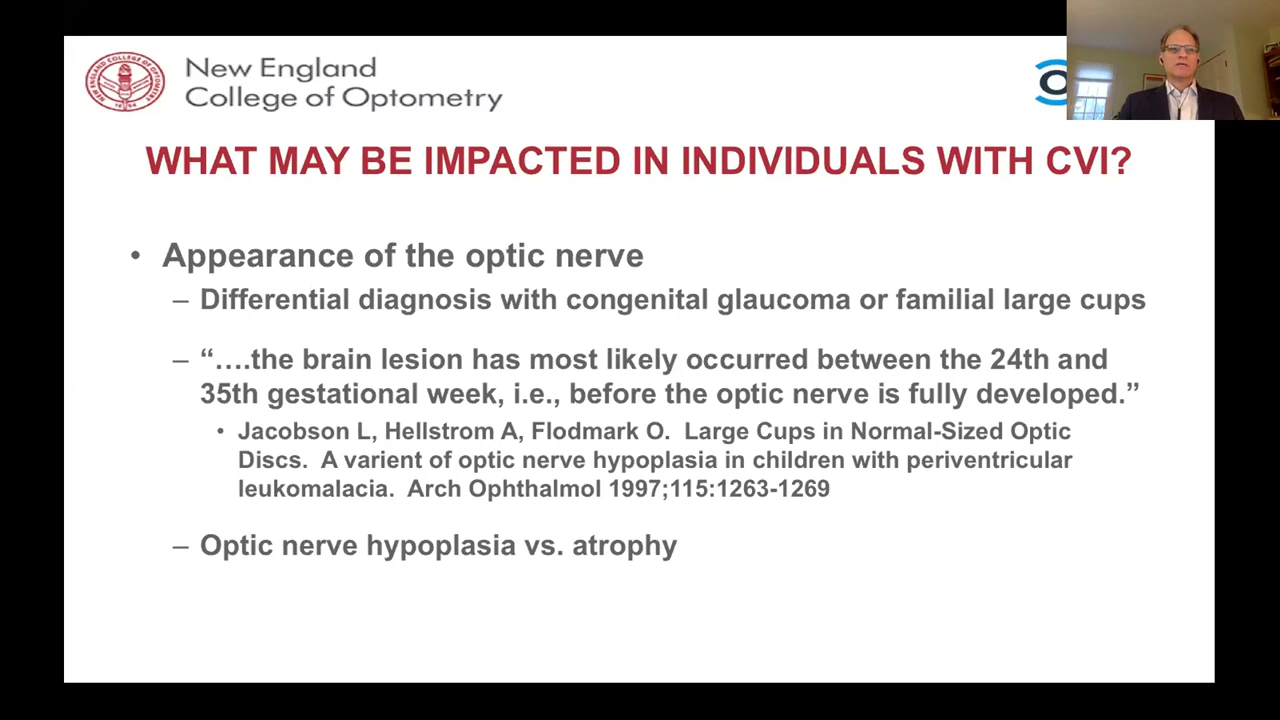 New England
College of Optometry
WHAT MAY BE IMPACTED IN INDIVIDUALS WITH CVI?
• Appearance of the optic nerve
– Differential diagnosis with congenital glaucoma or familial large cups
– “….the brain lesion has most likely occurred between the 24th and
35th gestational week, i.e., before the optic nerve is fully developed.”
• Jacobson L, Hellstrom A, Flodmark O. Large Cups in Normal-Sized Optic
Discs. A varient of optic nerve hypoplasia in children with periventricular
leukomalacia. Arch Ophthalmol 1997;115:1263-1269
– Optic nerve hypoplasia vs. atrophy